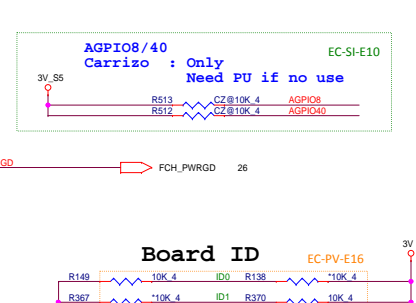 AGPIO8/40
EC-SI-E10
Carrizo : Only
Need PU if no use
3V_S5
R513 CZ@10K_4 AGPIO8
R512 CZ@10K_4 AGPIO40
GD
FCH_PWRGD 26
Board ID
EC-PV-E16
3V
R149 10K_4 ID0 R138 *10K_4
R367 *10K_4 ID1 R370 10K_4